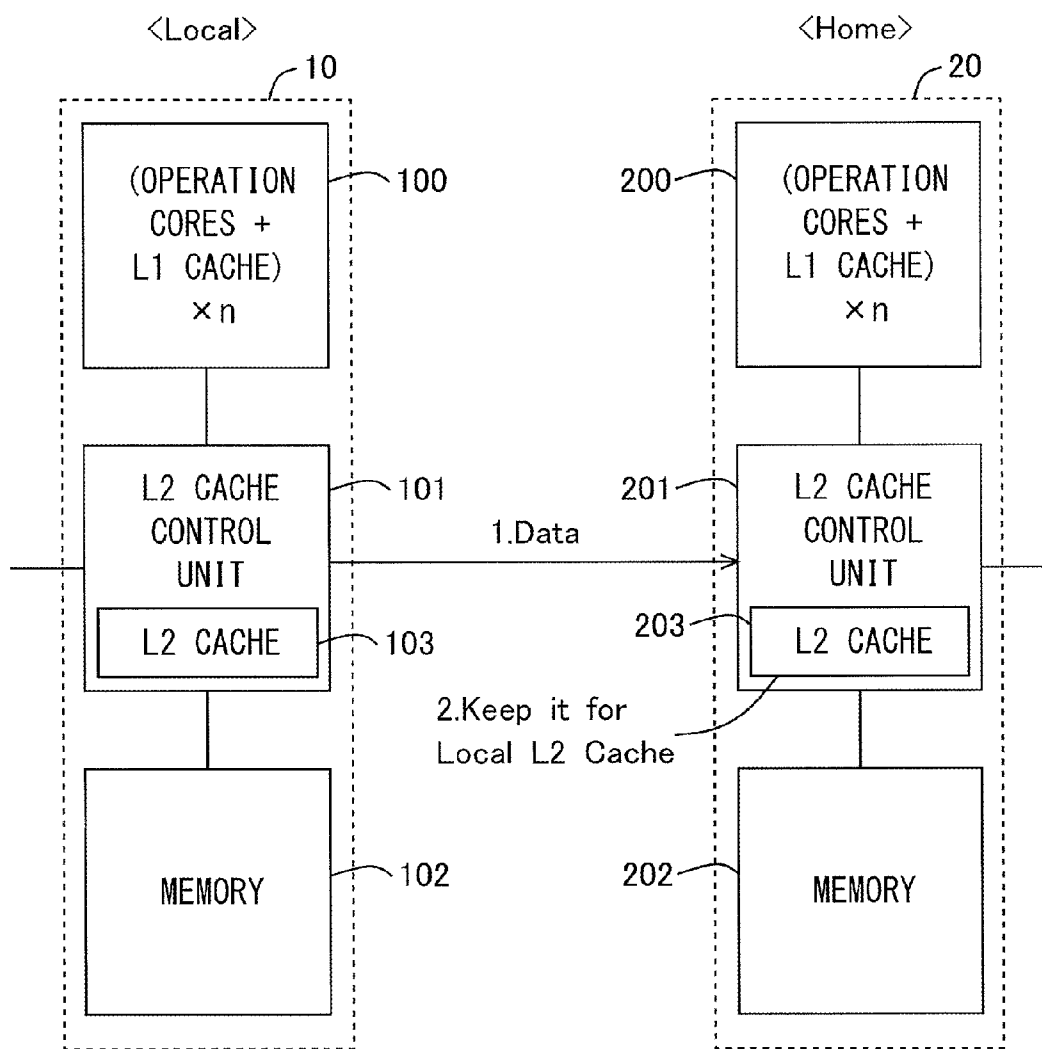 <Local>
<Home>
10
20
(OPERATION
CORES +
L1 CACHE)
×n
100
200
(OPERATION
CORES +
L1 CACHE)
×n
L2 CACHE
CONTROL
UNIT
101
1.Data
201
L2 CACHE
CONTROL
UNIT
L2 CACHE
103
203
L2 CACHE
2.Keep it for
Local L2 Cache
MEMORY
102
202
MEMORY